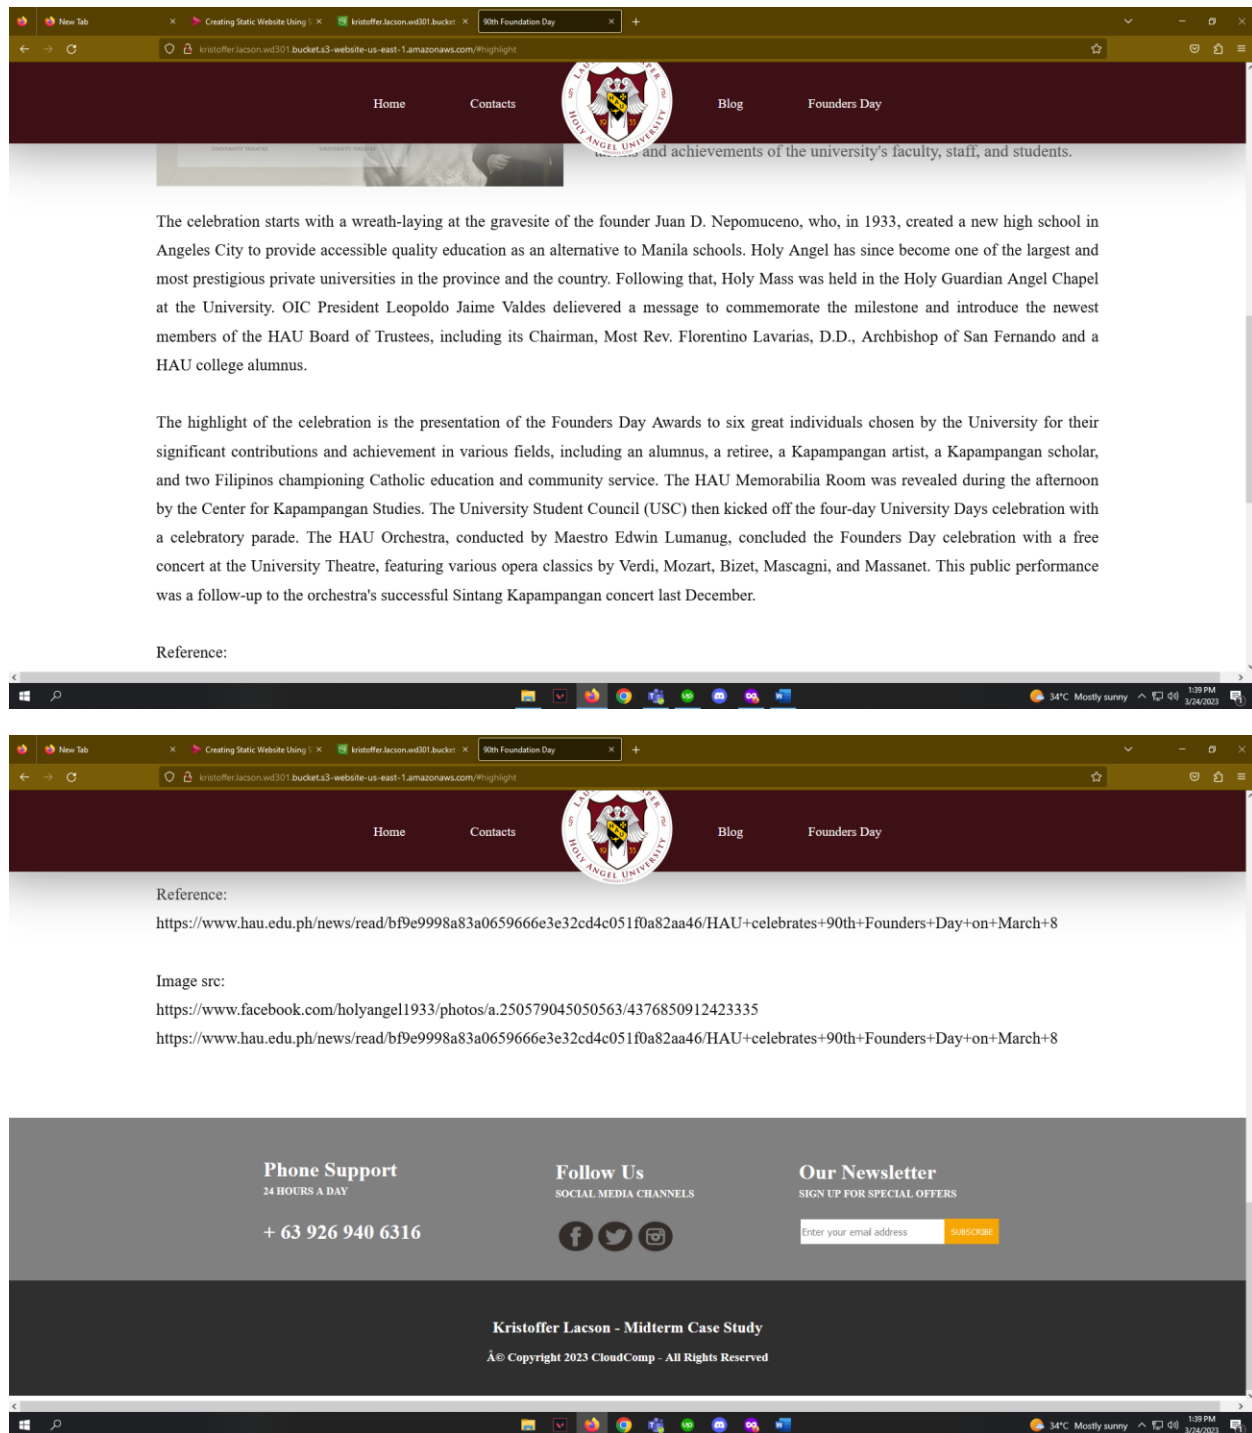 New Tab
Creating Static Website Using S
kristoffer.lacson.wd301.bucket
90th Foundation Day
kristoffer.lacson.wd301.bucket.s3-website-us-east-1.amazonaws.com/#highlight
Home
Contacts
HOLY ANGEL UNIVERSITY
Blog
Founders Day
UNIVERSITY THEATRE
UNIVERSITY THEATRE
and achievements of the university's faculty, staff, and students.
The celebration starts with a wreath-laying at the gravesite of the founder Juan D. Nepomuceno, who, in 1933, created a new high school in
Angeles City to provide accessible quality education as an alternative to Manila schools. Holy Angel has since become one of the largest and
most prestigious private universities in the province and the country. Following that, Holy Mass was held in the Holy Guardian Angel Chapel
at the University. OIC President Leopoldo Jaime Valdes delievered a message to commemorate the milestone and introduce the newest
members of the HAU Board of Trustees, including its Chairman, Most Rev. Florentino Lavarias, D.D., Archbishop of San Fernando and a
HAU college alumnus.
The highlight of the celebration is the presentation of the Founders Day Awards to six great individuals chosen by the University for their
significant contributions and achievement in various fields, including an alumnus, a retiree, a Kapampangan artist, a Kapampangan scholar,
and two Filipinos championing Catholic education and community service. The HAU Memorabilia Room was revealed during the afternoon
by the Center for Kapampangan Studies. The University Student Council (USC) then kicked off the four-day University Days celebration with
a celebratory parade. The HAU Orchestra, conducted by Maestro Edwin Lumanug, concluded the Founders Day celebration with a free
concert at the University Theatre, featuring various opera classics by Verdi, Mozart, Bizet, Mascagni, and Massanet. This public performance
was a follow-up to the orchestra's successful Sintang Kapampangan concert last December.
Reference:
34°C Mostly sunny
1:39 PM
3/24/2023
New Tab
Creating Static Website Using S
kristoffer.lacson.wd301.bucket
90th Foundation Day
kristoffer.lacson.wd301.bucket.s3-website-us-east-1.amazonaws.com/#highlight
Home
Contacts
HOLY ANGEL UNIVERSITY
Blog
Founders Day
Reference:
https://www.hau.edu.ph/news/read/bf9e9998a83a0659666e3e32cd4c051f0a82aa46/HAU+celebrates+90th+Founders+Day+on+March+8
Image src:
https://www.facebook.com/holyangel1933/photos/a.250579045050563/4376850912423335
https://www.hau.edu.ph/news/read/bf9e9998a83a0659666e3e32cd4c051f0a82aa46/HAU+celebrates+90th+Founders+Day+on+March+8
Phone Support
24 HOURS A DAY
+ 63 926 940 6316
Follow Us
SOCIAL MEDIA CHANNELS
Our Newsletter
SIGN UP FOR SPECIAL OFFERS
Enter your email address
SUBSCRIBE
Kristoffer Lacson - Midterm Case Study
Â© Copyright 2023 CloudComp - All Rights Reserved
34°C Mostly sunny
1:39 PM
3/24/2023